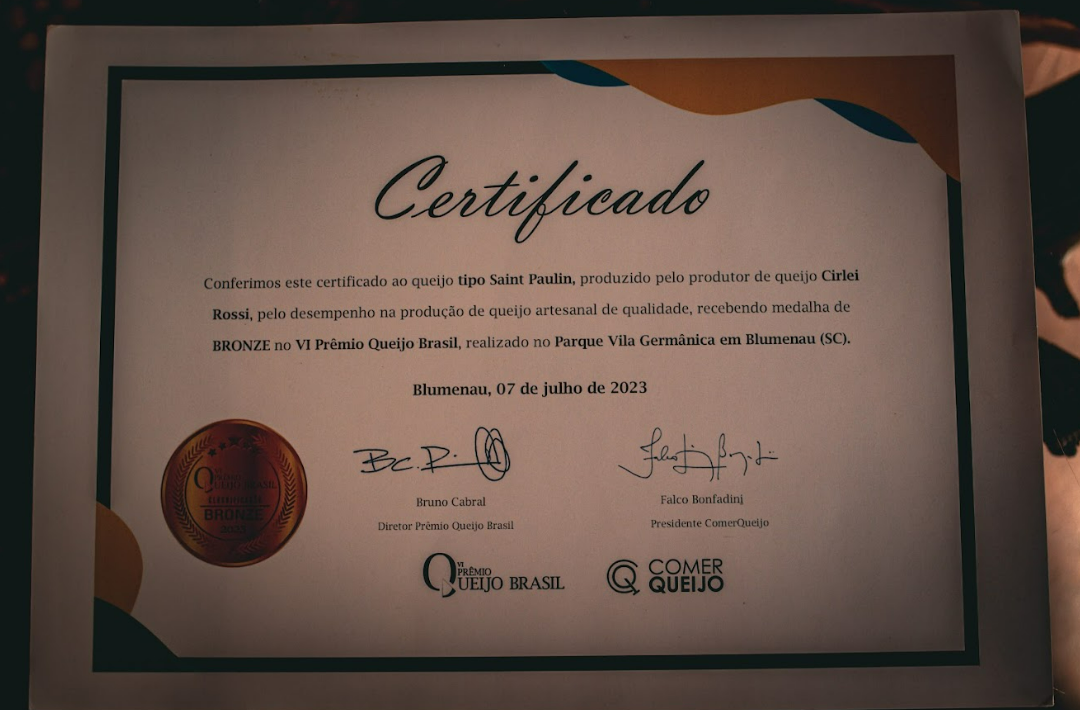 Certificado
Conferimos este certificado ao queijo tipo Saint Paulin, produzido pelo produtor de queijo Cirlei
Rossi, pelo desempenho na produção de queijo artesanal de qualidade, recebendo medalha de
BRONZE no VI Prêmio Queijo Brasil, realizado no Parque Vila Germânica em Blumenau (SC).
Blumenau, 07 de julho de 2023
PRÊMIO
QUEIJO BRASIL
BRONZE
2023
Bruno Cabral
Diretor Prêmio Queijo Brasil
Falco Bonfadini
Presidente ComerQueijo
VI
PRÊMIO
QUEIJO BRASIL
COMER
QUEIJO